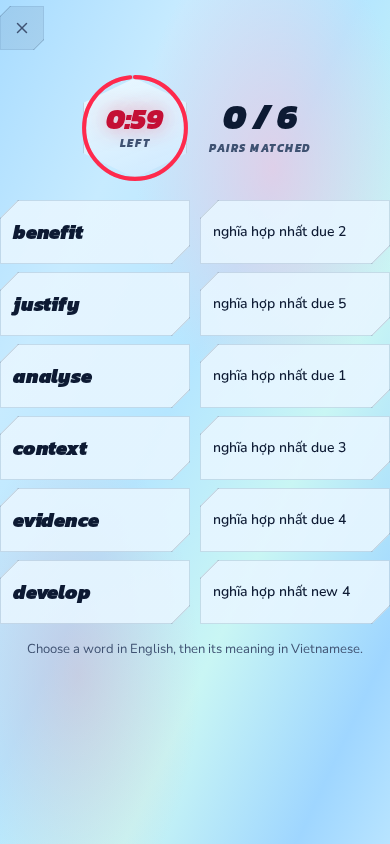 ×
0:59
LEFT
0 / 6
PAIRS MATCHED
benefit
nghĩa hợp nhất due 2
justify
nghĩa hợp nhất due 5
analyse
nghĩa hợp nhất due 1
context
nghĩa hợp nhất due 3
evidence
nghĩa hợp nhất due 4
develop
nghĩa hợp nhất new 4
Choose a word in English, then its meaning in Vietnamese.